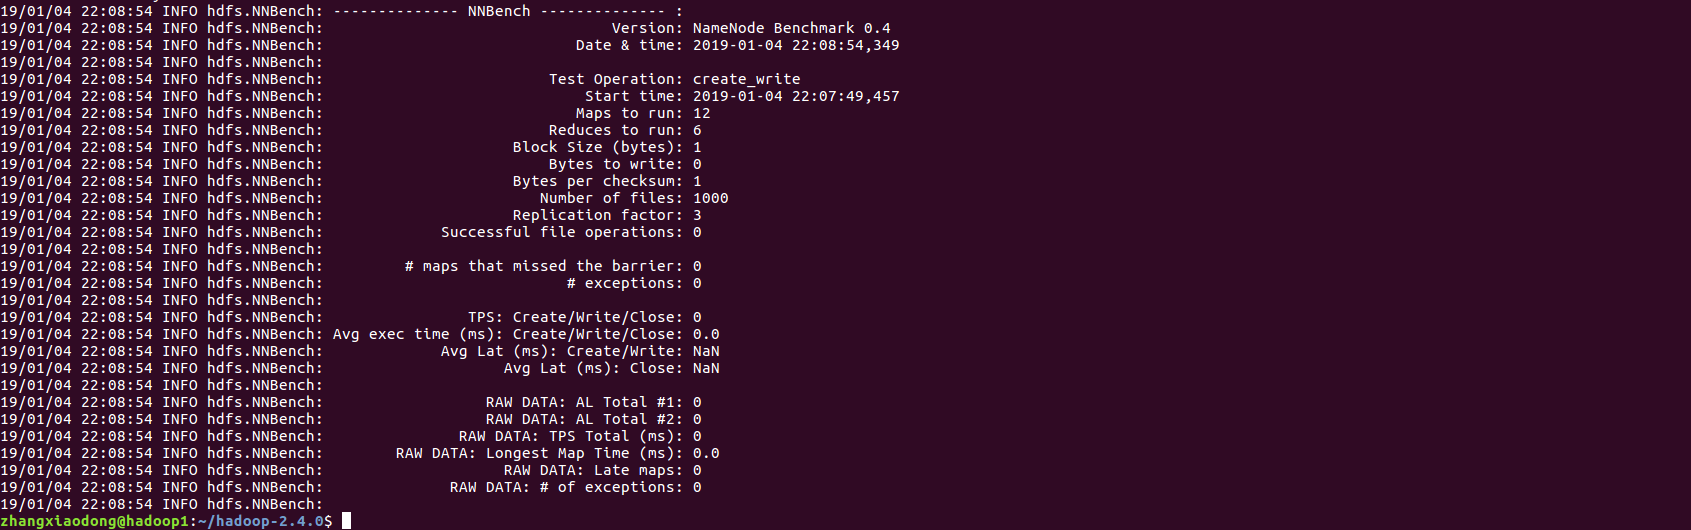 19/01/04 22:08:54 INFO hdfs.NNBench: -------------- NNBench -------------- :
19/01/04 22:08:54 INFO hdfs.NNBench:                                Version: NameNode Benchmark 0.4
19/01/04 22:08:54 INFO hdfs.NNBench:                            Date & time: 2019-01-04 22:08:54,349
19/01/04 22:08:54 INFO hdfs.NNBench:
19/01/04 22:08:54 INFO hdfs.NNBench:                         Test Operation: create_write
19/01/04 22:08:54 INFO hdfs.NNBench:                             Start time: 2019-01-04 22:07:49,457
19/01/04 22:08:54 INFO hdfs.NNBench:                            Maps to run: 12
19/01/04 22:08:54 INFO hdfs.NNBench:                         Reduces to run: 6
19/01/04 22:08:54 INFO hdfs.NNBench:                     Block Size (bytes): 1
19/01/04 22:08:54 INFO hdfs.NNBench:                         Bytes to write: 0
19/01/04 22:08:54 INFO hdfs.NNBench:                     Bytes per checksum: 1
19/01/04 22:08:54 INFO hdfs.NNBench:                        Number of files: 1000
19/01/04 22:08:54 INFO hdfs.NNBench:                     Replication factor: 3
19/01/04 22:08:54 INFO hdfs.NNBench:             Successful file operations: 0
19/01/04 22:08:54 INFO hdfs.NNBench:
19/01/04 22:08:54 INFO hdfs.NNBench:         # maps that missed the barrier: 0
19/01/04 22:08:54 INFO hdfs.NNBench:                           # exceptions: 0
19/01/04 22:08:54 INFO hdfs.NNBench:
19/01/04 22:08:54 INFO hdfs.NNBench:                TPS: Create/Write/Close: 0
19/01/04 22:08:54 INFO hdfs.NNBench: Avg exec time (ms): Create/Write/Close: 0.0
19/01/04 22:08:54 INFO hdfs.NNBench:             Avg Lat (ms): Create/Write: NaN
19/01/04 22:08:54 INFO hdfs.NNBench:                    Avg Lat (ms): Close: NaN
19/01/04 22:08:54 INFO hdfs.NNBench:
19/01/04 22:08:54 INFO hdfs.NNBench:                  RAW DATA: AL Total #1: 0
19/01/04 22:08:54 INFO hdfs.NNBench:                  RAW DATA: AL Total #2: 0
19/01/04 22:08:54 INFO hdfs.NNBench:               RAW DATA: TPS Total (ms): 0
19/01/04 22:08:54 INFO hdfs.NNBench:        RAW DATA: Longest Map Time (ms): 0.0
19/01/04 22:08:54 INFO hdfs.NNBench:                    RAW DATA: Late maps: 0
19/01/04 22:08:54 INFO hdfs.NNBench:              RAW DATA: # of exceptions: 0
19/01/04 22:08:54 INFO hdfs.NNBench:
zhangxiaodong@hadoop1:~/hadoop-2.4.0$